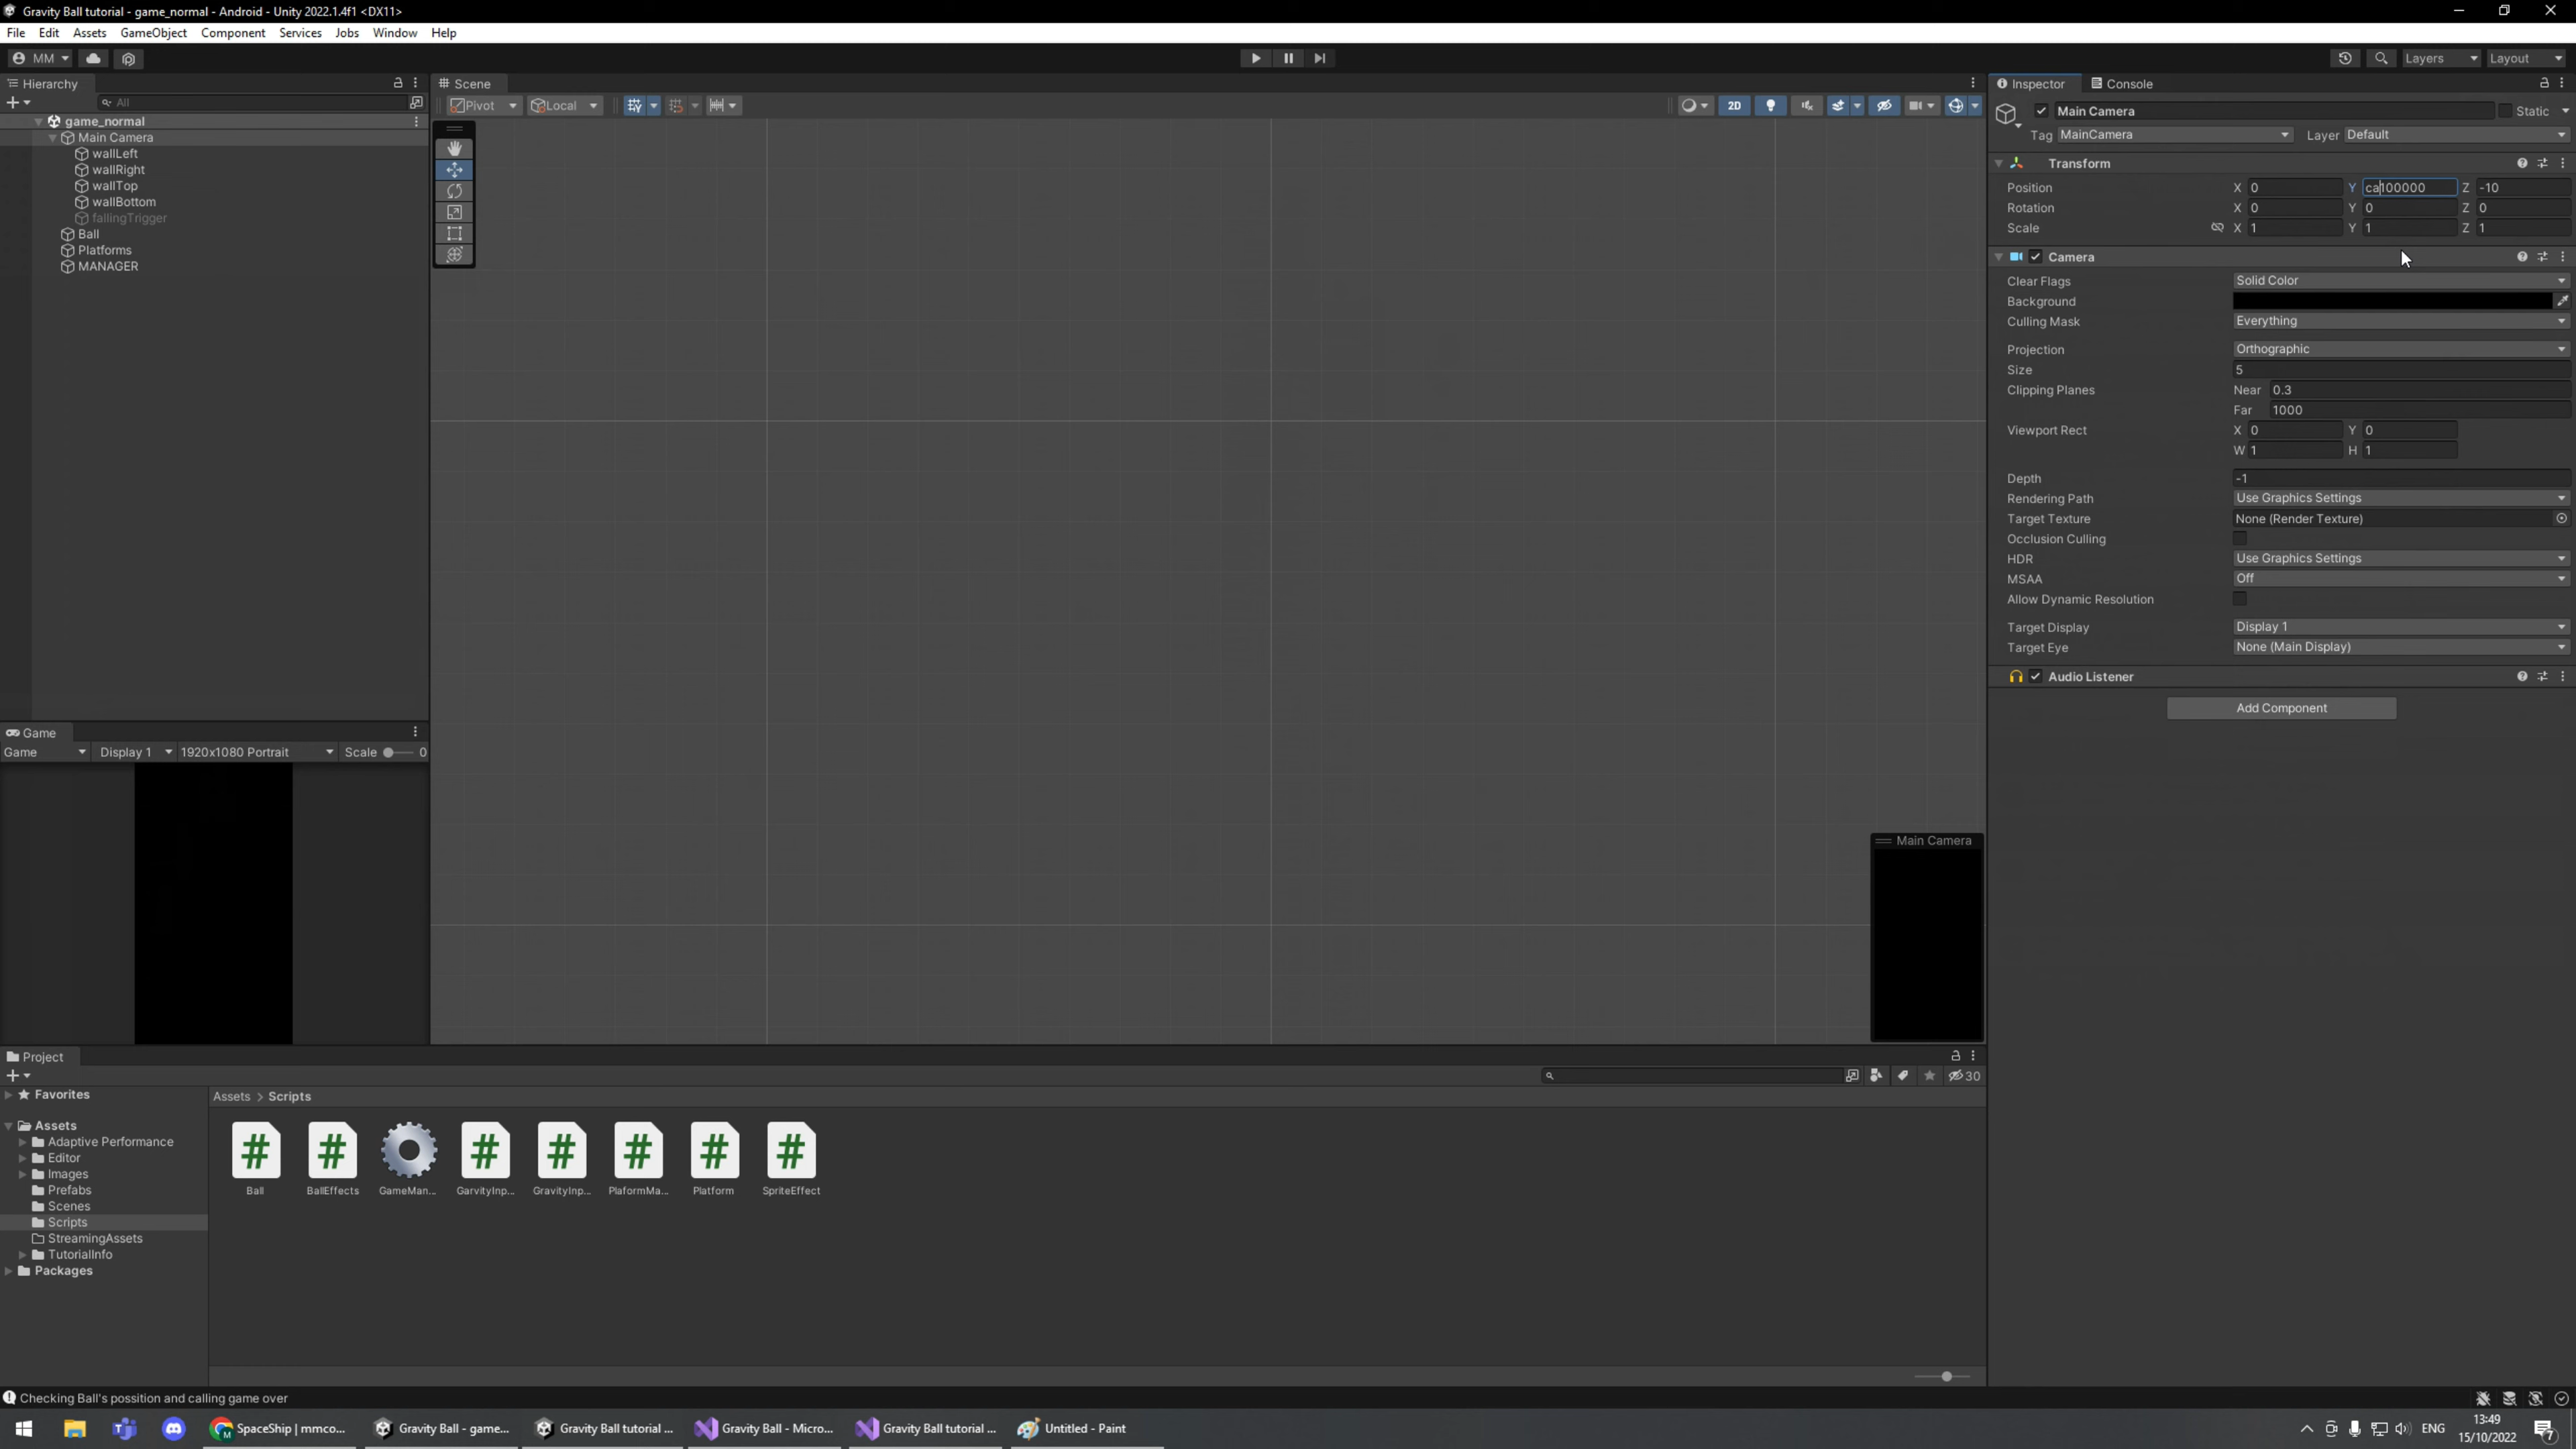 Gravity Ball tutorial - game_normal - Android - Unity 2022.1.4f1 <DX11>
File Edit Assets GameObject Component Services Jobs Window Help
MM Layers Layout
Hierarchy
All
game_normal
Main Camera
wallLeft
wallRight
wallTop
wallBottom
fallingTrigger
Ball
Platforms
MANAGER
Scene
Pivot Local 2D
Main Camera
Game
Game Display 1 1920x1080 Portrait Scale 0
Inspector Console
Main Camera Static
Tag MainCamera Layer Default
Transform
Position X 0 Y ca100000 Z -10
Rotation X 0 Y 0 Z 0
Scale X 1 Y 1 Z 1
Camera
Clear Flags Solid Color
Background
Culling Mask Everything
Projection Orthographic
Size 5
Clipping Planes Near 0.3
Far 1000
Viewport Rect X 0 Y 0
W 1 H 1
Depth -1
Rendering Path Use Graphics Settings
Target Texture None (Render Texture)
Occlusion Culling
HDR Use Graphics Settings
MSAA Off
Allow Dynamic Resolution
Target Display Display 1
Target Eye None (Main Display)
Audio Listener
Add Component
Project
30
Favorites
Assets
Adaptive Performance
Editor
Images
Prefabs
Scenes
Scripts
StreamingAssets
TutorialInfo
Packages
Assets > Scripts
Ball BallEffects GameMan... GarvityInp... GravityInp... PlaformMa... Platform SpriteEffect
Checking Ball's possition and calling game over
SpaceShip | mmco... Gravity Ball - game... Gravity Ball tutorial ... Gravity Ball - Micro... Gravity Ball tutorial ... Untitled - Paint
ENG
13:49
15/10/2022
7